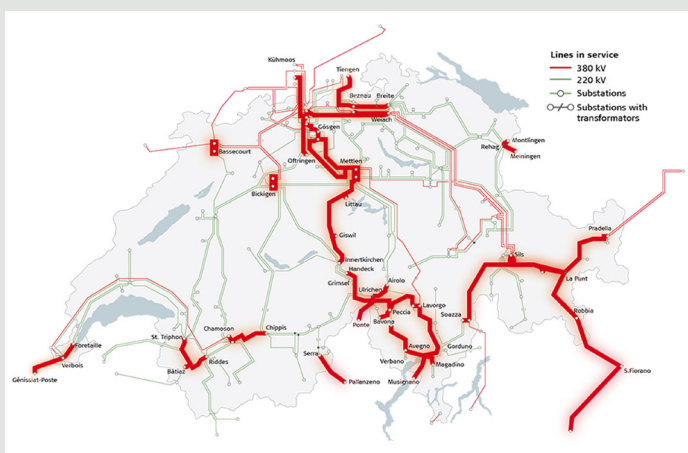 Kühmoos
Tiengen
Lines in service
380 kV
220 kV
Substations
Substations with
transformators
Beznau
Breite
Weiach
Gösgen
Bassecourt
Oftringen
Mettlen
Rehag
Montlingen
Meiningen
Bickigen
Littau
Giswil
Pradella
Sils
Innertkirchen
Handeck
Grimsel
Airolo
La Punt
Ulrichen
Lavorgo
Peccia
Soazza
Robbia
Ponte
Bavona
Chamoson
Chippis
St. Triphon
Foretaille
Verbois
Avegno
Gorduno
Serra
Riddes
Verbano
Magadino
Bâtiaz
S.Fiorano
Génissiat-Poste
Pallanzeno
Musignano